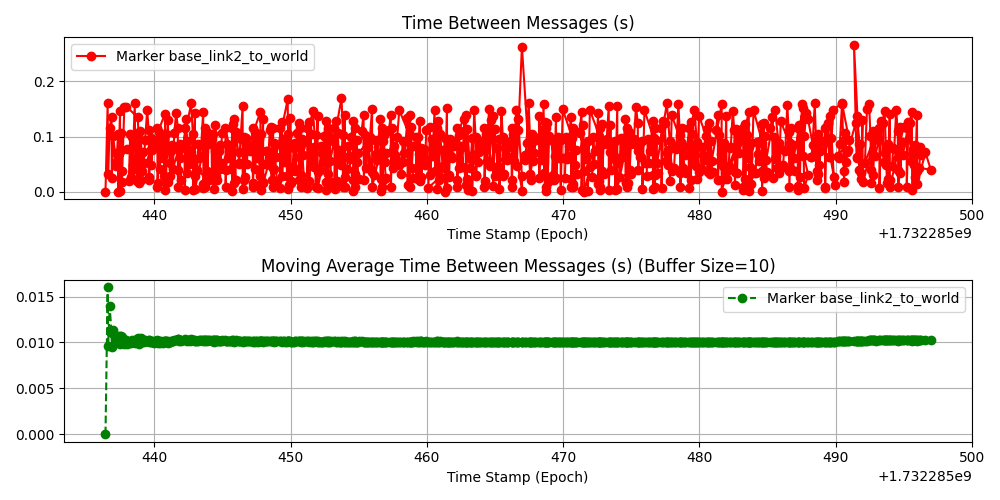 Time Between Messages (s)
Marker base_link2_to_world
0.2
0.1
0.0
440 450 460 470 480 490 500
Time Stamp (Epoch)
+1.732285e9
Moving Average Time Between Messages (s) (Buffer Size=10)
Marker base_link2_to_world
0.015
0.010
0.005
0.000
440 450 460 470 480 490 500
Time Stamp (Epoch)
+1.732285e9